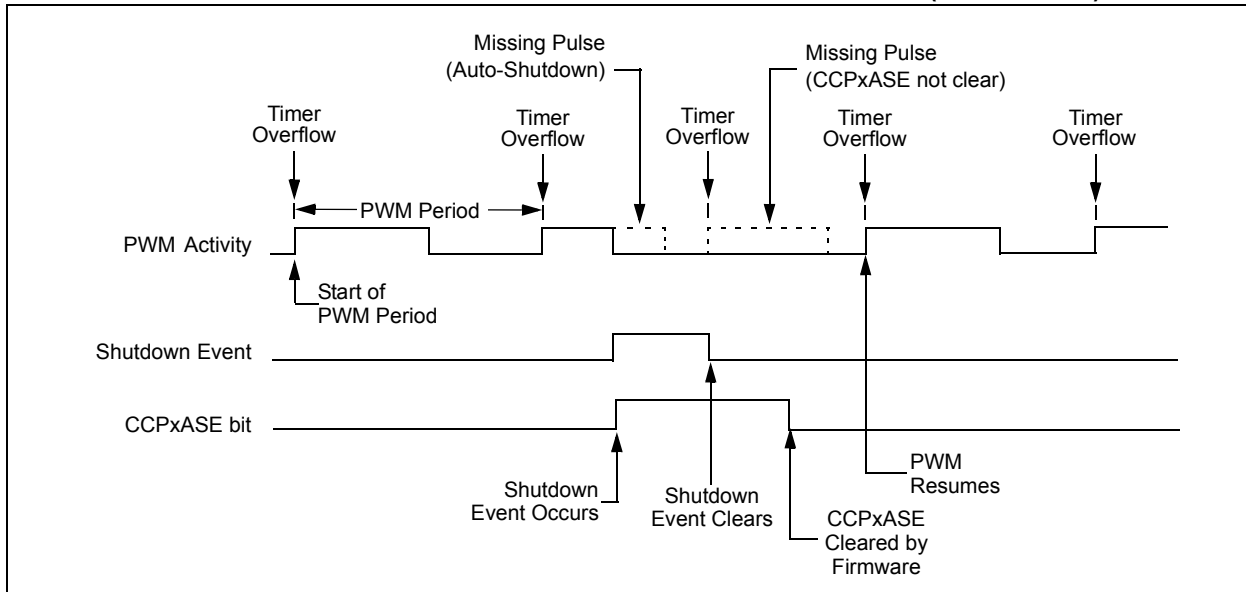 Missing Pulse
(Auto-Shutdown)
Missing Pulse
(CCPxASE not clear)
Timer
Overflow
Timer
Overflow
Timer
Overflow
Timer
Overflow
Timer
Overflow
PWM Period
PWM Activity
Start of
PWM Period
Shutdown Event
CCPxASE bit
Shutdown
Event Occurs
Shutdown
Event Clears
CCPxASE
Cleared by
Firmware
PWM
Resumes